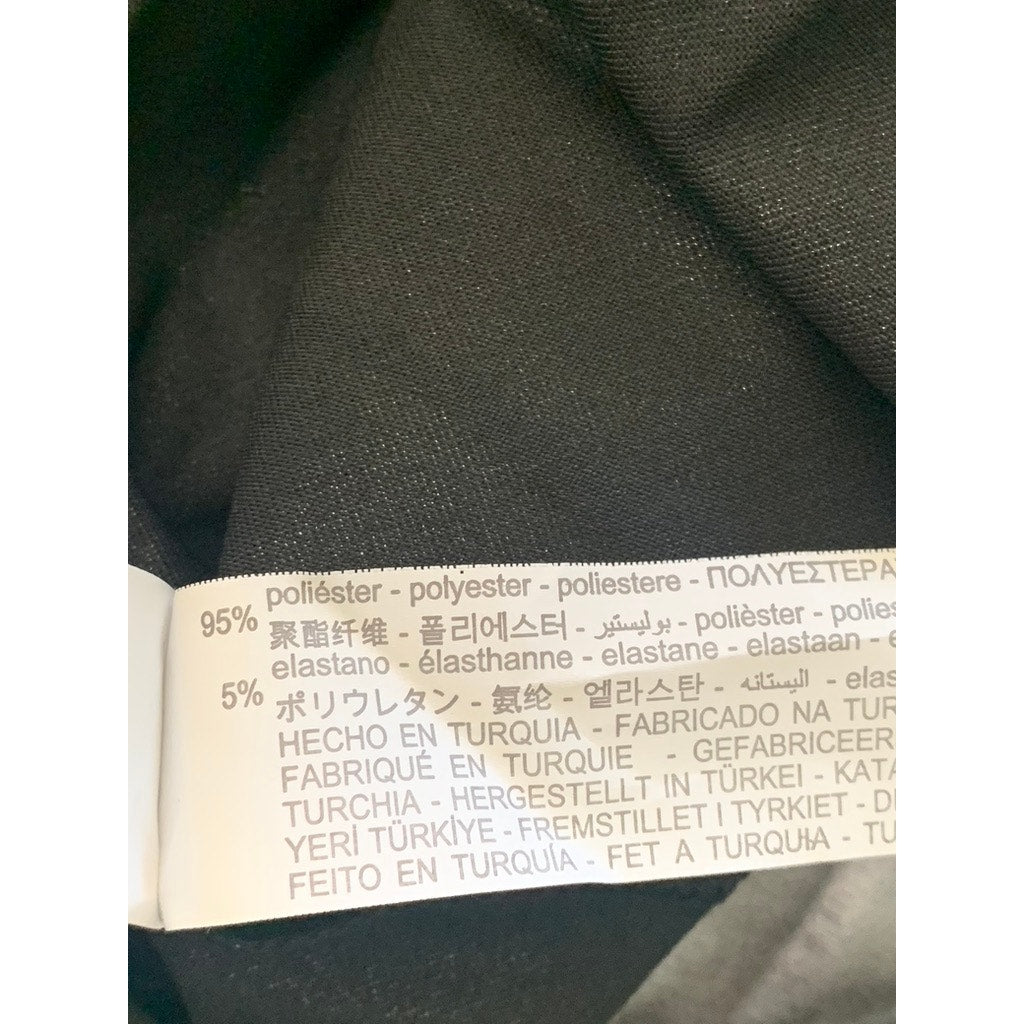 95% poliéster - polyester - poliestere - ΠΟΛΥΕΣΤΕΡΑ
聚酯纤维 - 폴리에스터 - بوليستير - polièster - polies
elastano - élasthanne - elastane - elastaan - e
5% ポリウレタン - 氨纶 - 엘라스탄 - اليستانه - elas
HECHO EN TURQUIA - FABRICADO NA TUR
FABRIQUÉ EN TURQUIE - GEFABRICEER
TURCHIA - HERGESTELLT IN TÜRKEI - KATA
YERİ TÜRKİYE - FREMSTILLET I TYRKIET - D
FEITO EN TURQUÍA - FET A TURQUIA - TU